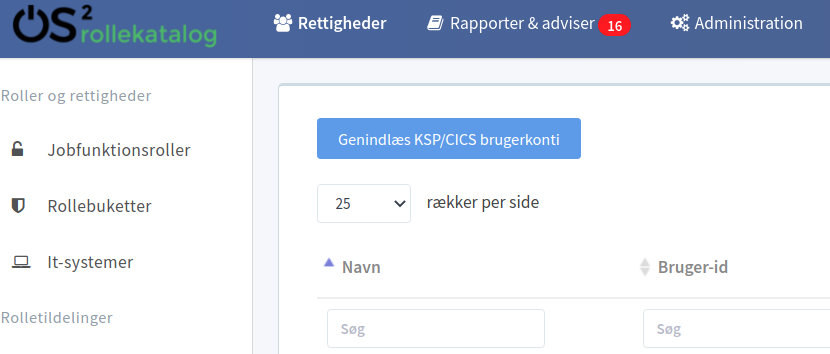 OS2 rollekatalog
Rettigheder
Rapporter & adviser 16
Administration
Roller og rettigheder
Jobfunktionsroller
Rollebuketter
It-systemer
Rolletildelinger
Genindlæs KSP/CICS brugerkonti
25 rækker per side
Navn Bruger-id
Søg Søg